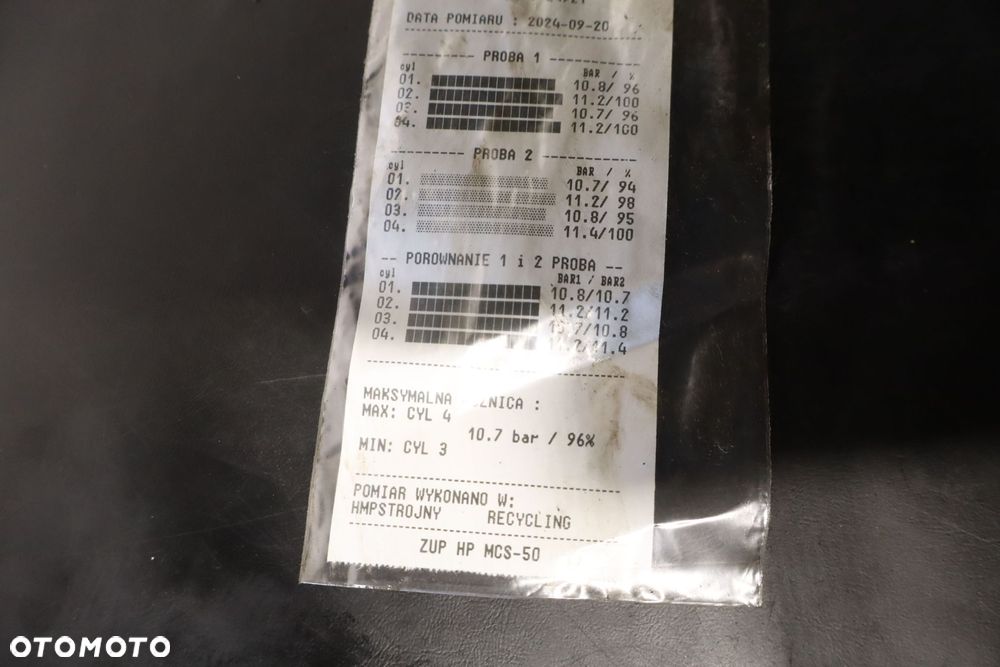 DATA POMIARU : 2024-09-20
-------- PROBA 1 ----------
cyl BAR / %
01. 10.8/ 96
02. 11.2/100
03. 10.7/ 96
04. 11.2/100
--------- PROBA 2 ----------
cyl BAR / %
01. 10.7/ 94
02. 11.2/ 98
03. 10.8/ 95
04. 11.4/100
-- POROWNANIE 1 i 2 PROBA --
cyl BAR1 / BAR2
01. 10.8/10.7
02. 11.2/11.2
03. 10.7/10.8
04. 11.2/11.4
MAKSYMALNA :
MAX: CYL 4
10.7 bar / 96%
MIN: CYL 3
POMIAR WYKONANO W:
HMPSTROJNY RECYCLING
ZUP HP MCS-50
OTOMOTO